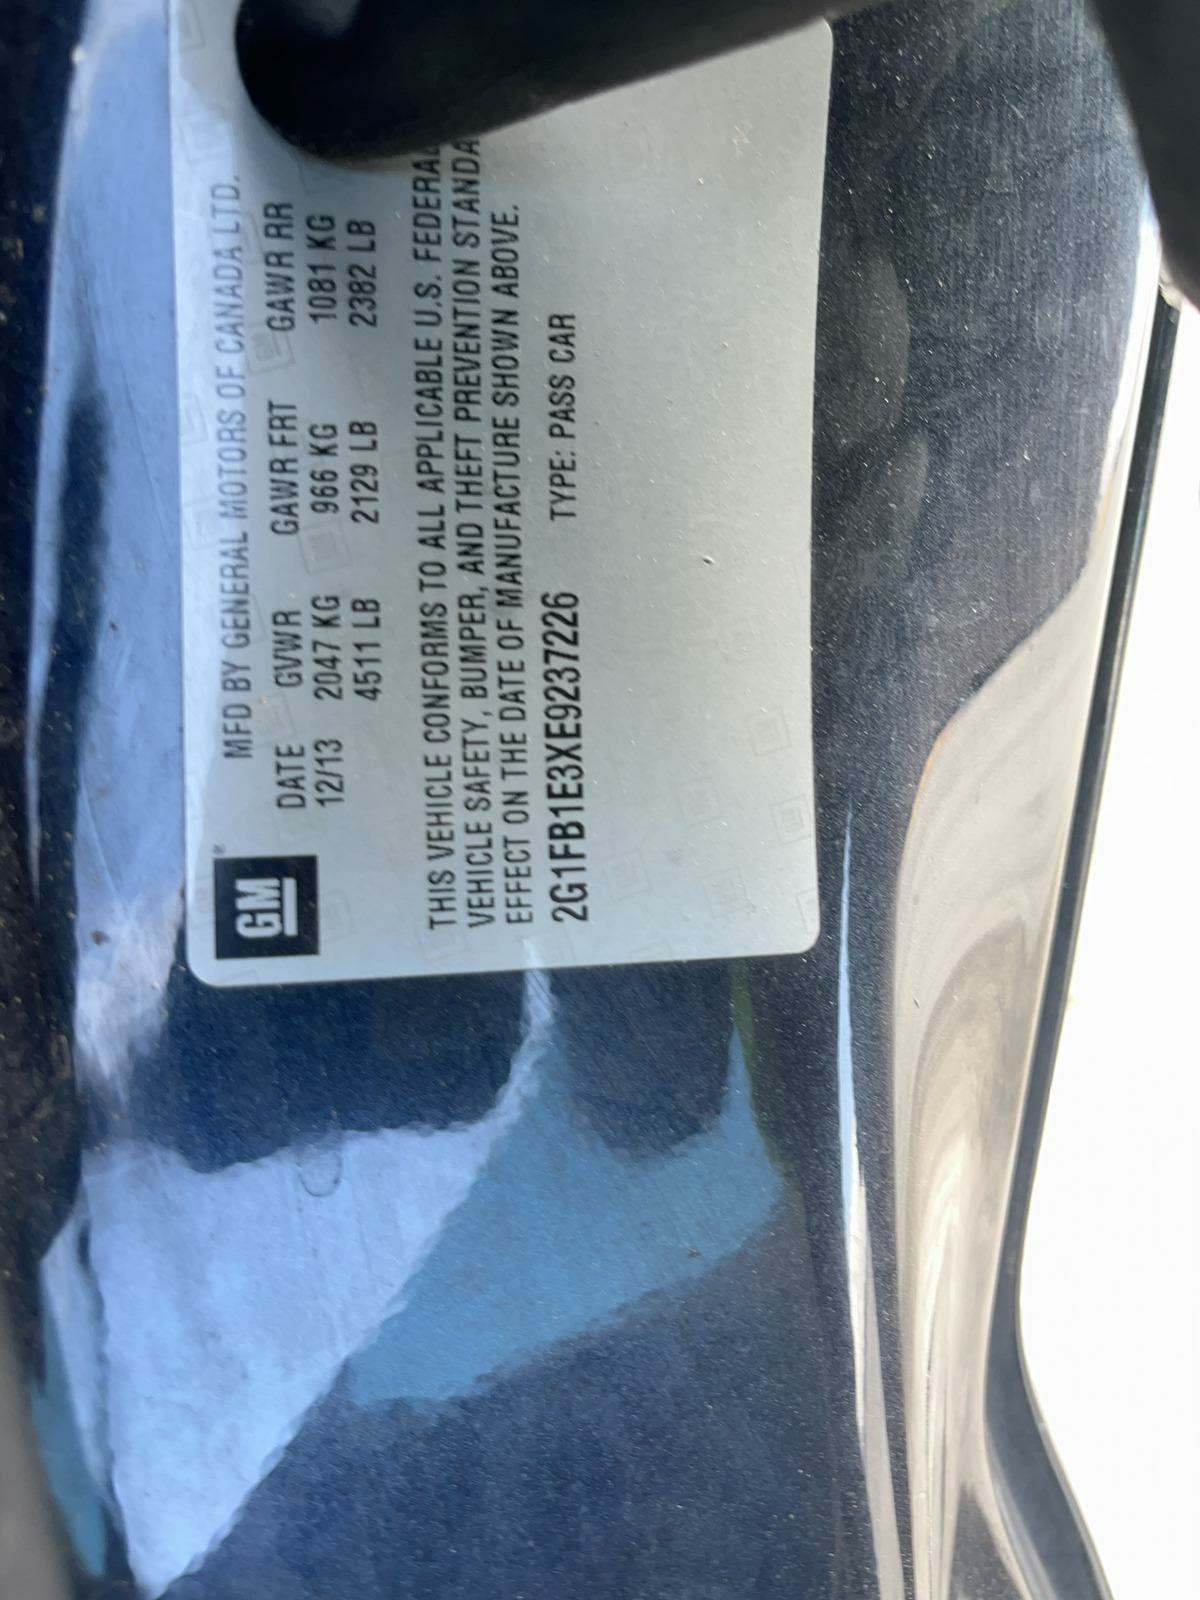 GM
MFD BY GENERAL MOTORS OF CANADA LTD.
DATE GVWR GAWR FRT GAWR RR
12/13 2047 KG 966 KG 1081 KG
4511 LB 2129 LB 2382 LB
THIS VEHICLE CONFORMS TO ALL APPLICABLE U.S. FEDERAL
VEHICLE SAFETY, BUMPER, AND THEFT PREVENTION STANDA
EFFECT ON THE DATE OF MANUFACTURE SHOWN ABOVE.
2G1FB1E3XE9237226 TYPE: PASS CAR